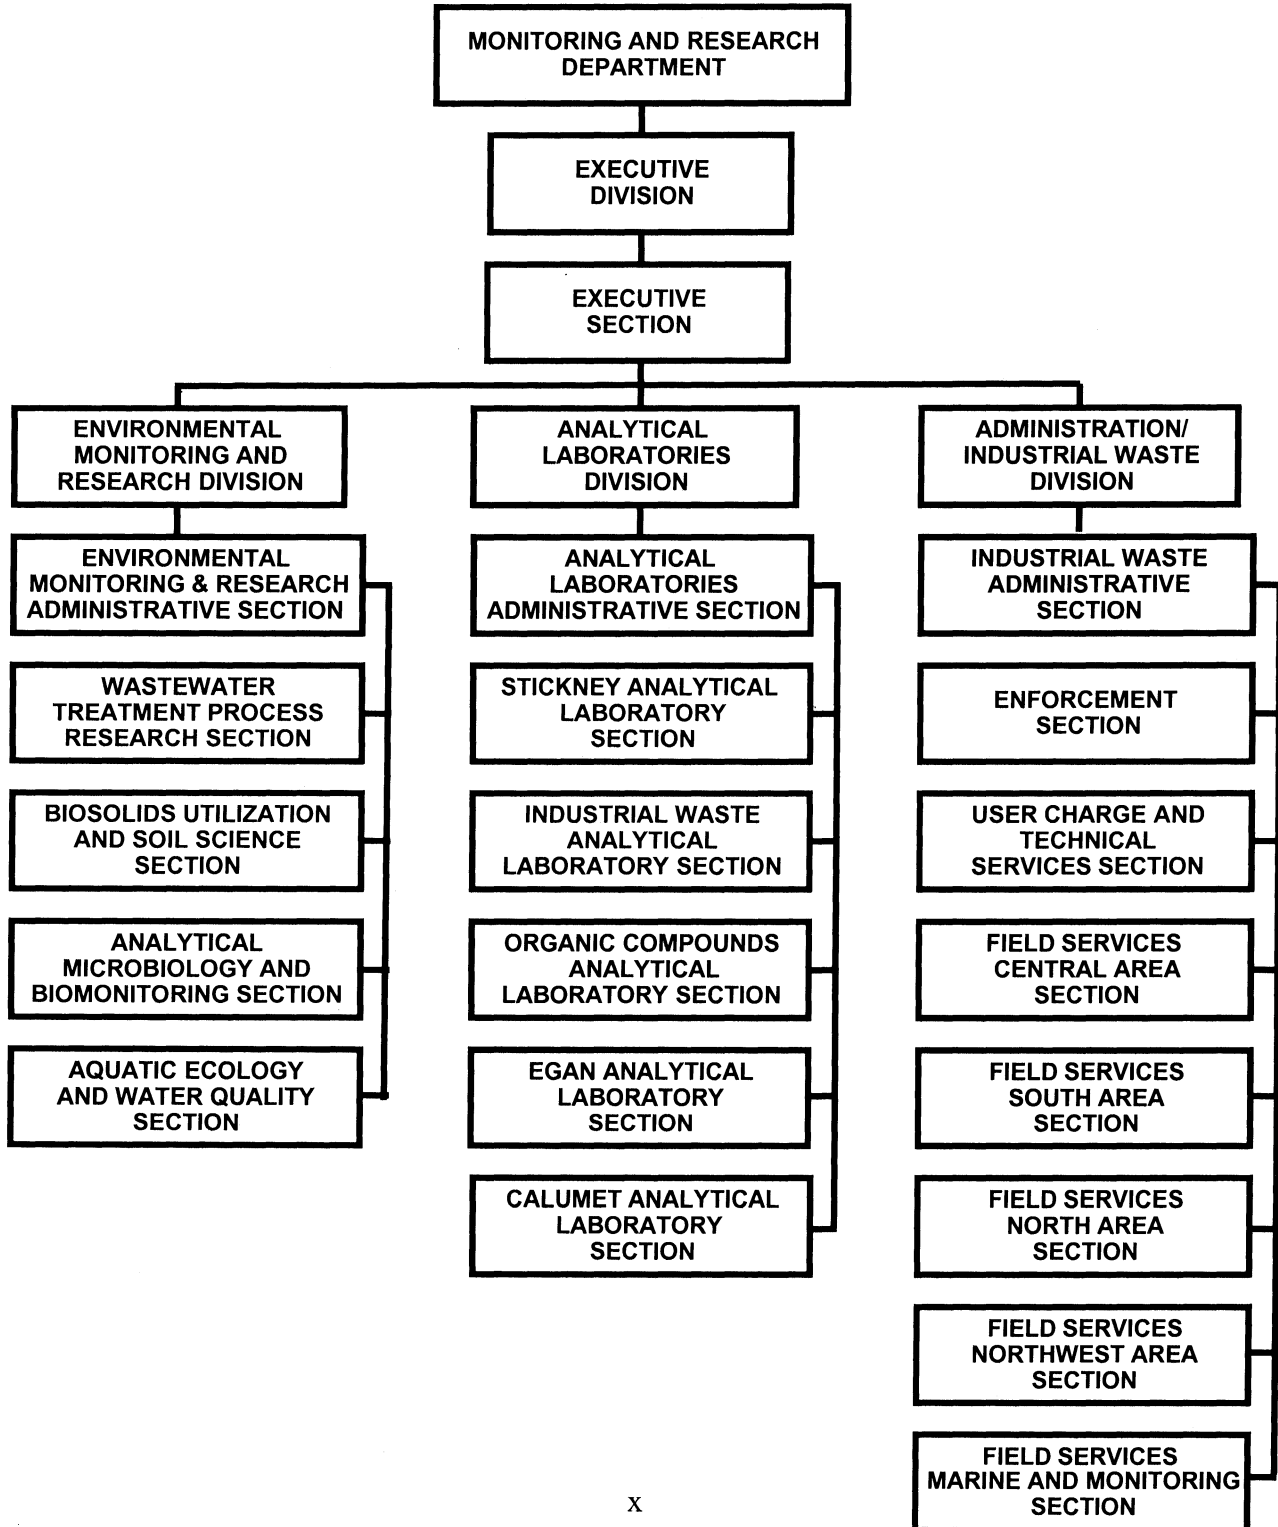 MONITORING AND RESEARCH
DEPARTMENT
EXECUTIVE
DIVISION
EXECUTIVE
SECTION
ENVIRONMENTAL
MONITORING AND
RESEARCH DIVISION
ENVIRONMENTAL
MONITORING & RESEARCH
ADMINISTRATIVE SECTION
WASTEWATER
TREATMENT PROCESS
RESEARCH SECTION
BIOSOLIDS UTILIZATION
AND SOIL SCIENCE
SECTION
ANALYTICAL
MICROBIOLOGY AND
BIOMONITORING SECTION
AQUATIC ECOLOGY
AND WATER QUALITY
SECTION
ANALYTICAL
LABORATORIES
DIVISION
ANALYTICAL
LABORATORIES
ADMINISTRATIVE SECTION
STICKNEY ANALYTICAL
LABORATORY
SECTION
INDUSTRIAL WASTE
ANALYTICAL
LABORATORY SECTION
ORGANIC COMPOUNDS
ANALYTICAL
LABORATORY SECTION
EGAN ANALYTICAL
LABORATORY
SECTION
CALUMET ANALYTICAL
LABORATORY
SECTION
ADMINISTRATION/
INDUSTRIAL WASTE
DIVISION
INDUSTRIAL WASTE
ADMINISTRATIVE
SECTION
ENFORCEMENT
SECTION
USER CHARGE AND
TECHNICAL
SERVICES SECTION
FIELD SERVICES
CENTRAL AREA
SECTION
FIELD SERVICES
SOUTH AREA
SECTION
FIELD SERVICES
NORTH AREA
SECTION
FIELD SERVICES
NORTHWEST AREA
SECTION
FIELD SERVICES
MARINE AND MONITORING
SECTION
x